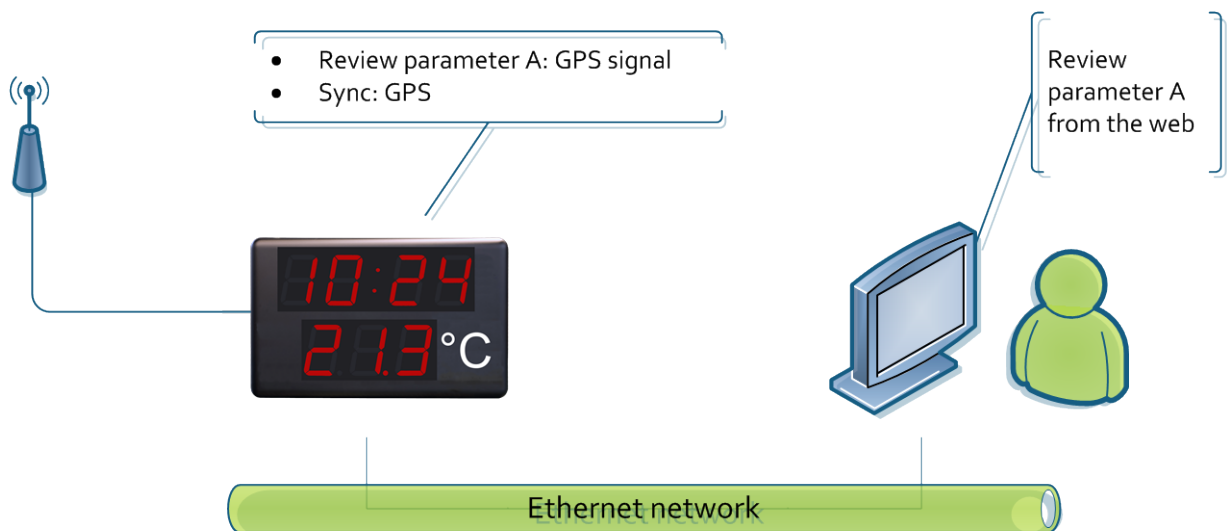 Review parameter A: GPS signal
Sync: GPS
Review
parameter A
from the web
10:24
21.3°C
Ethernet network